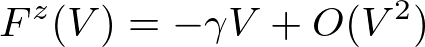 F^z(V) = −γV + O(V^2)